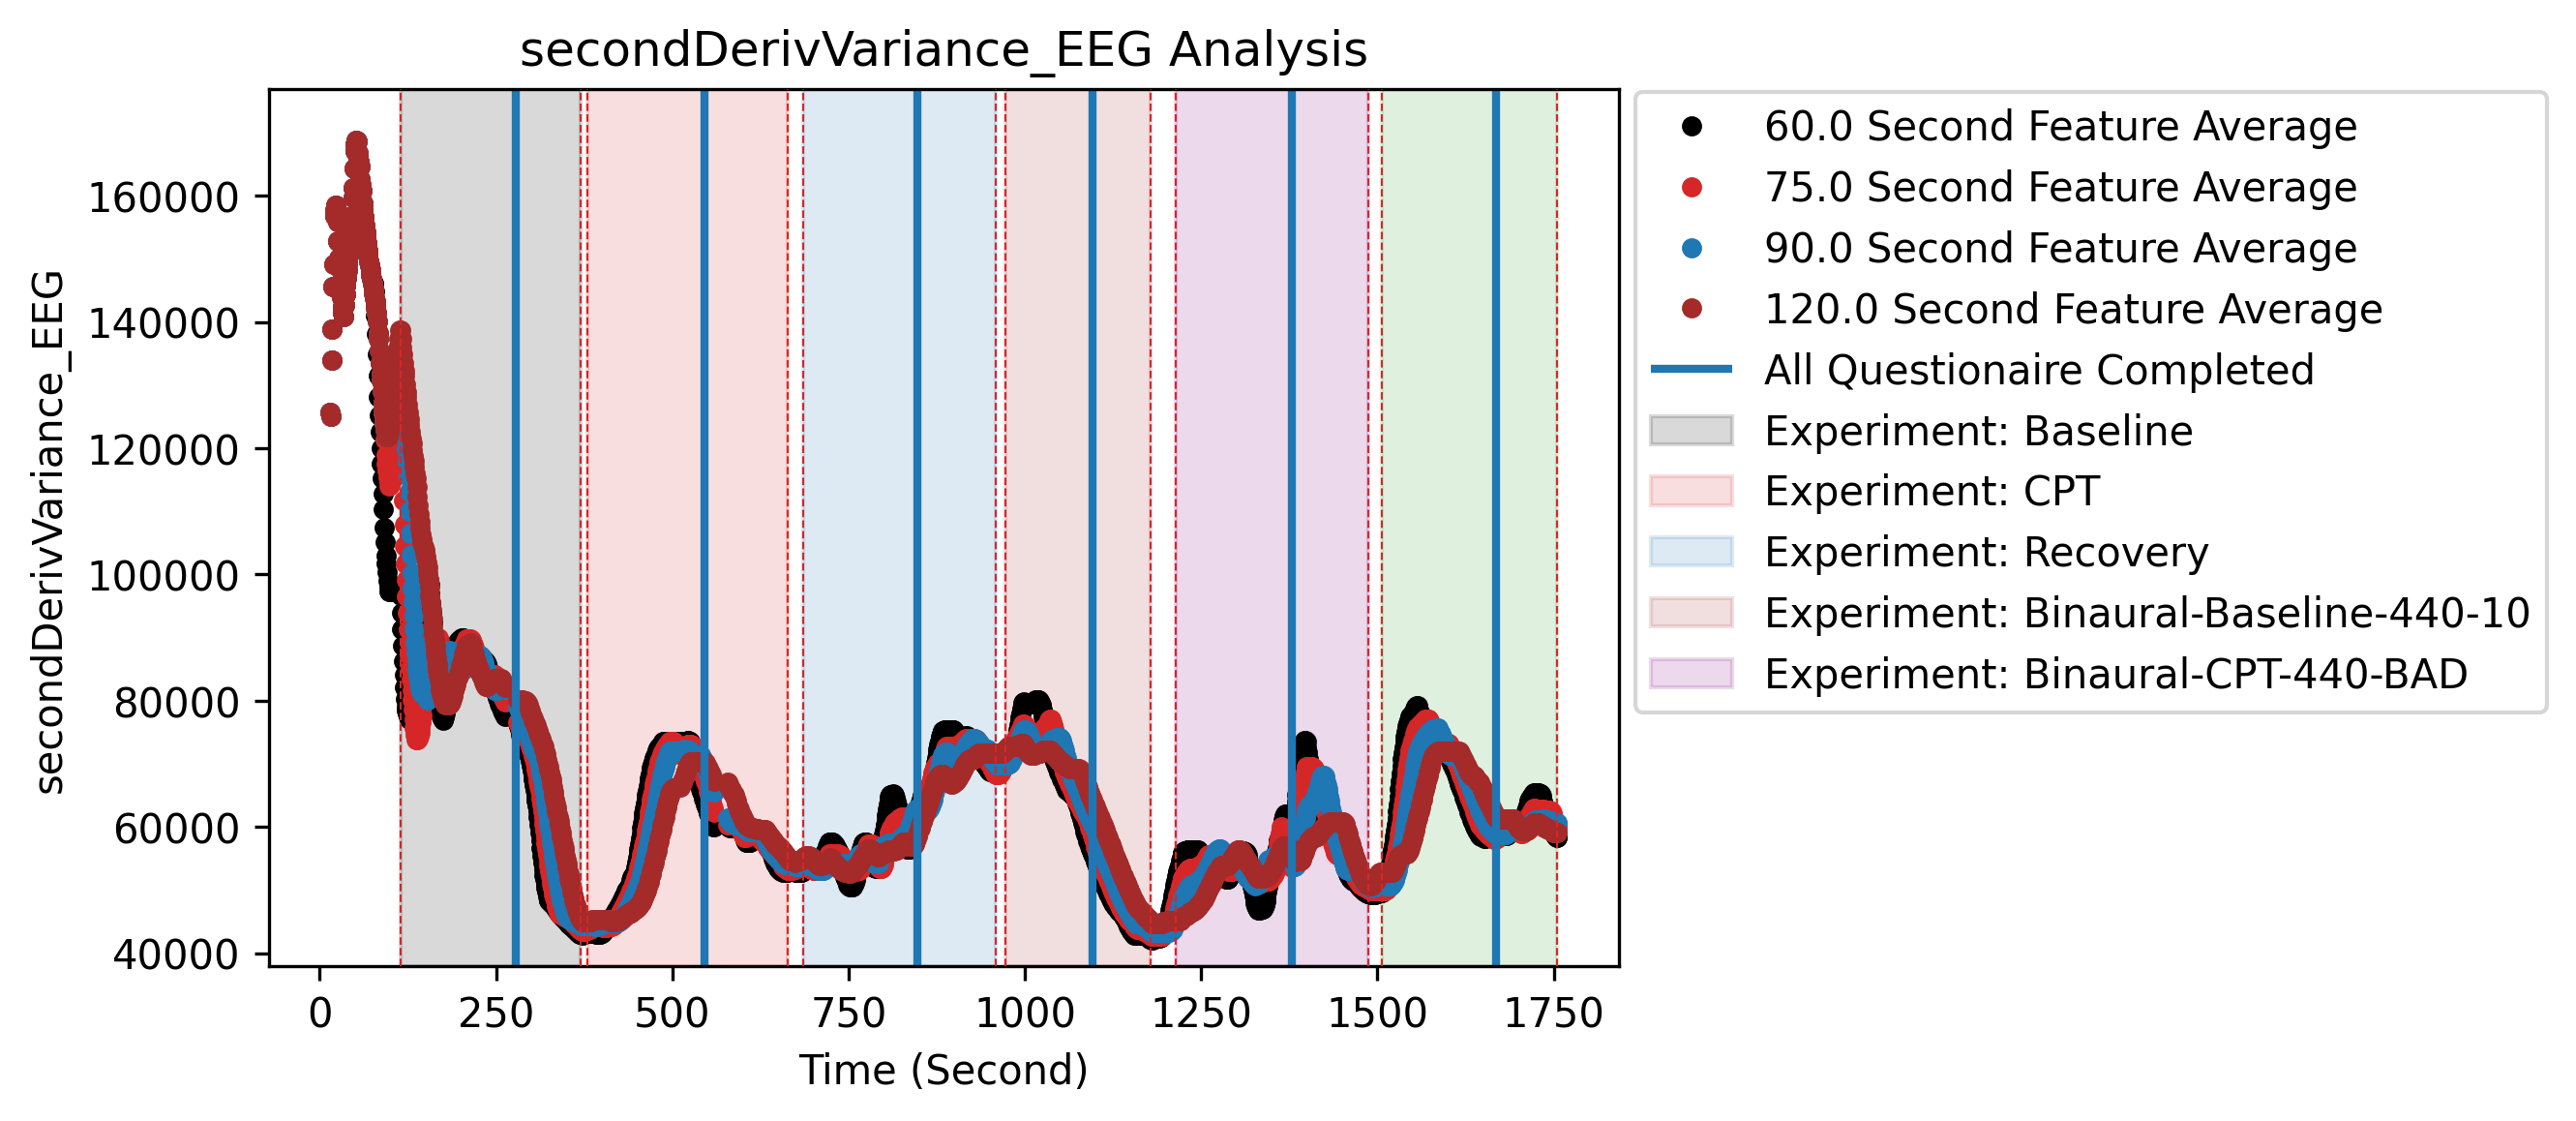 secondDerivVariance_EEG Analysis
secondDerivVariance_EEG
160000
140000
120000
100000
80000
60000
40000
0 250 500 750 1000 1250 1500 1750
Time (Second)
60.0 Second Feature Average
75.0 Second Feature Average
90.0 Second Feature Average
120.0 Second Feature Average
All Questionaire Completed
Experiment: Baseline
Experiment: CPT
Experiment: Recovery
Experiment: Binaural-Baseline-440-10
Experiment: Binaural-CPT-440-BAD